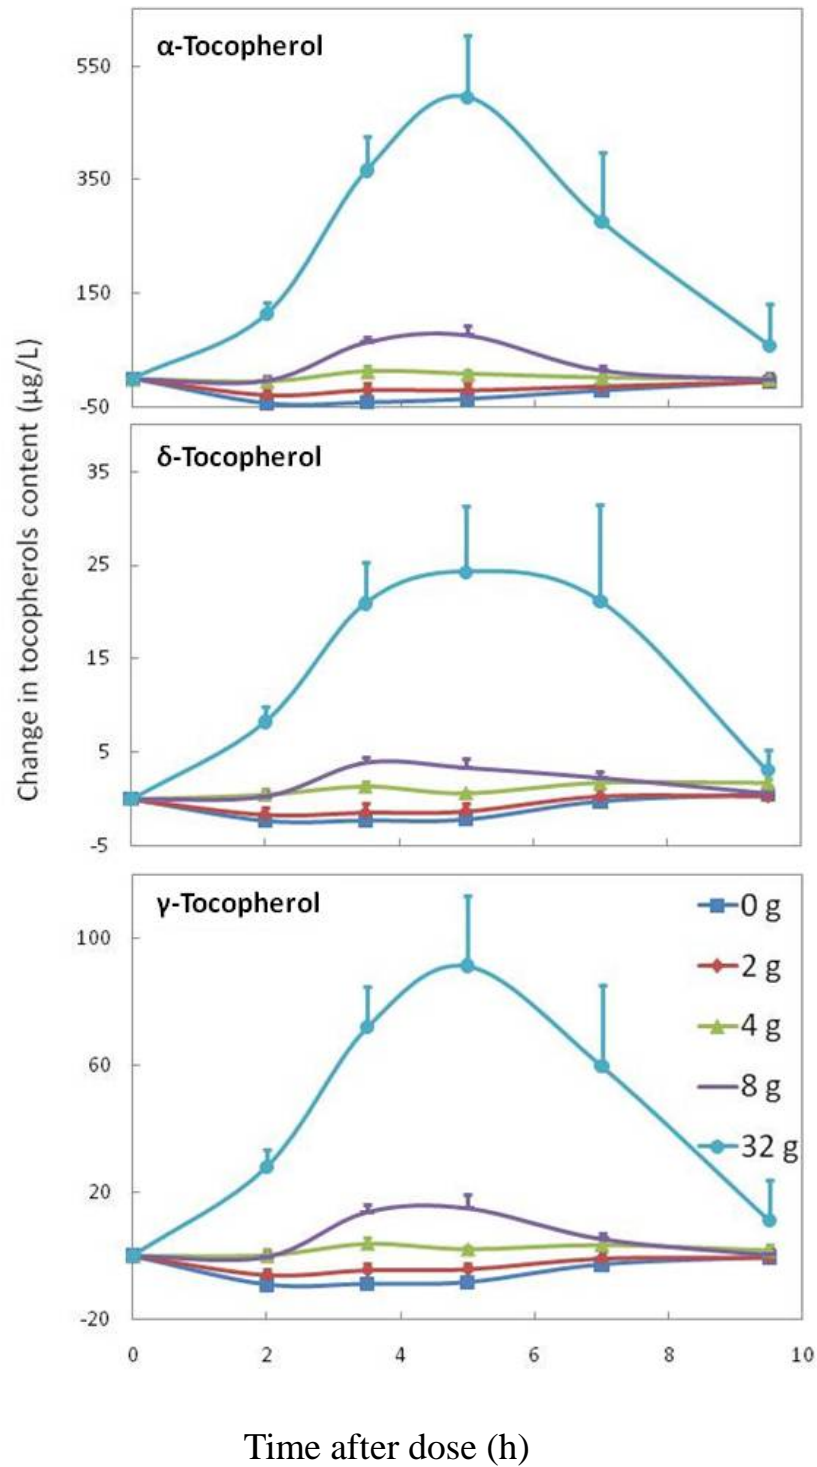 α-Tocopherol
550
350
150
-50
δ-Tocopherol
35
25
15
5
-5
Change in tocopherols content (µg/L)
γ-Tocopherol
100
60
20
-20
0 g
2 g
4 g
8 g
32 g
0 2 4 6 8 10
Time after dose (h)